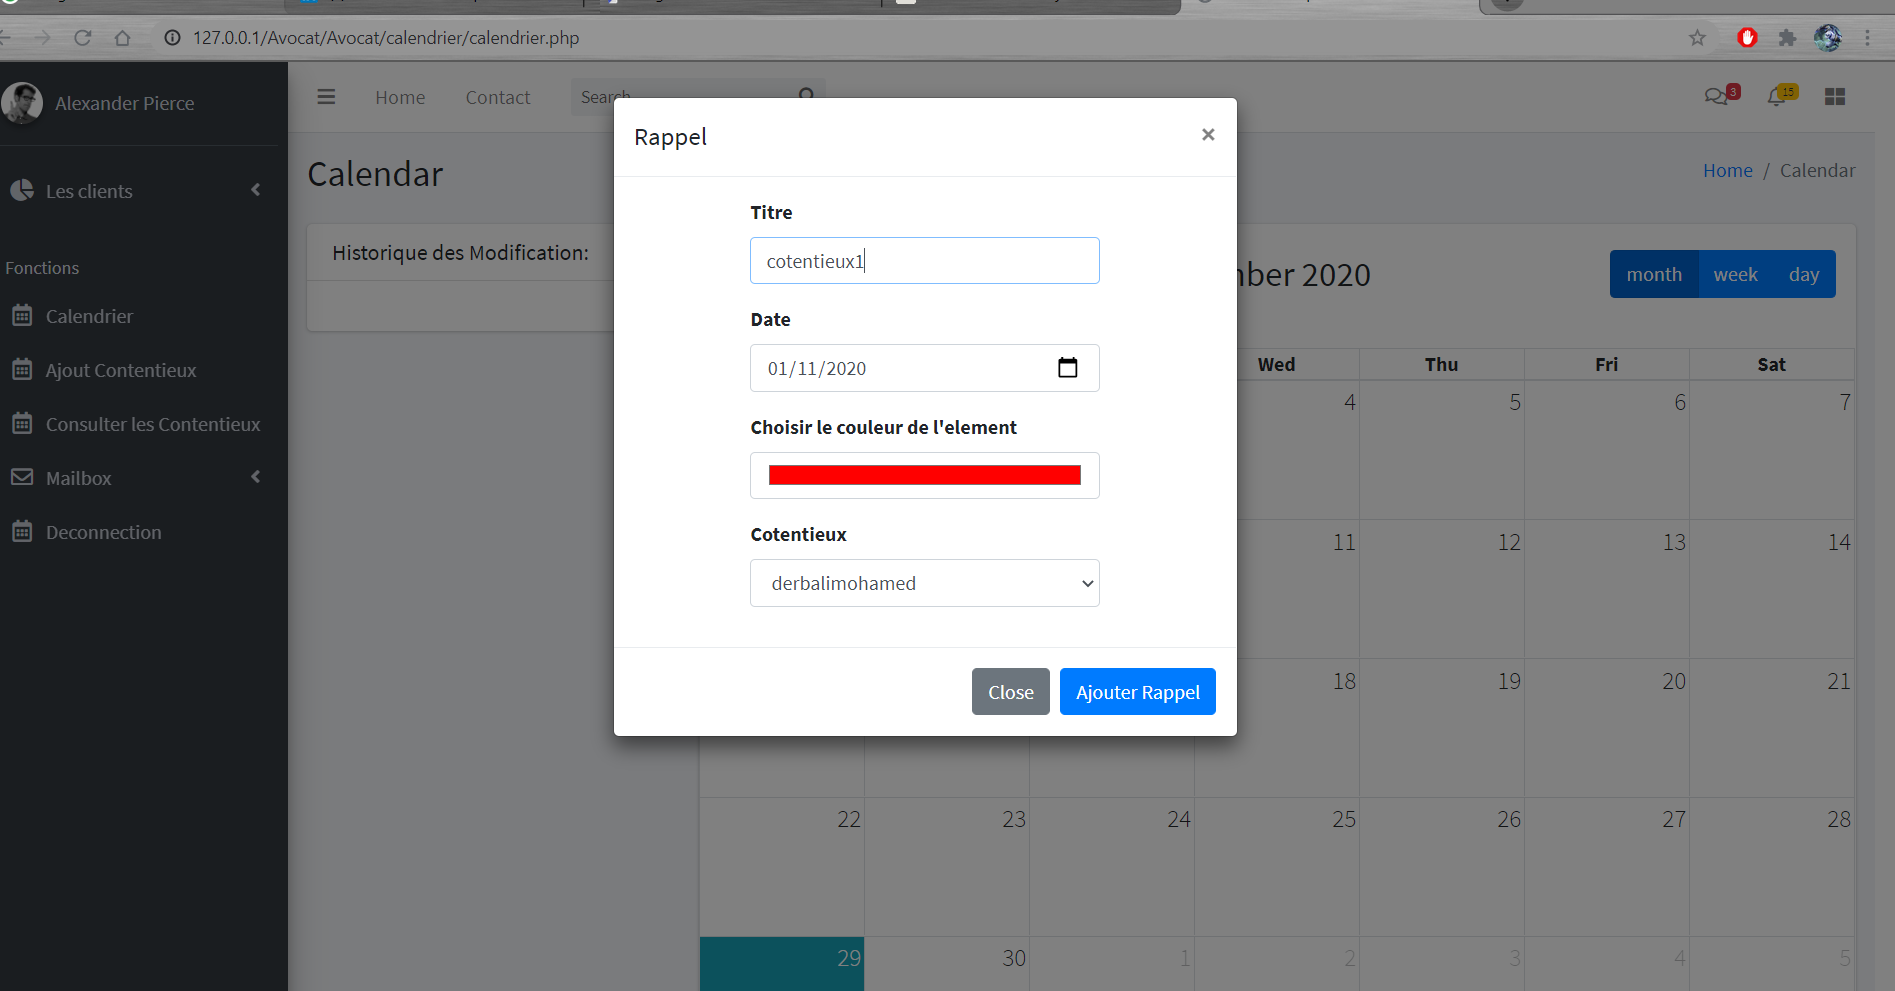 127.0.0.1/Avocat/Avocat/calendrier/calendrier.php
Alexander Pierce
Home
Contact
Search
3
15
Les clients
Fonctions
Calendrier
Ajout Contentieux
Consulter les Contentieux
Mailbox
Deconnection
Calendar
Home / Calendar
Historique des Modification:
Rappel
×
Titre
cotentieux1
Date
01/11/2020
Choisir le couleur de l'element
Cotentieux
derbalimohamed
Close
Ajouter Rappel
mber 2020
month
week
day
Wed Thu Fri Sat
4 5 6 7
11 12 13 14
18 19 20 21
22 23 24 25 26 27 28
29 30 1 2 3 4 5